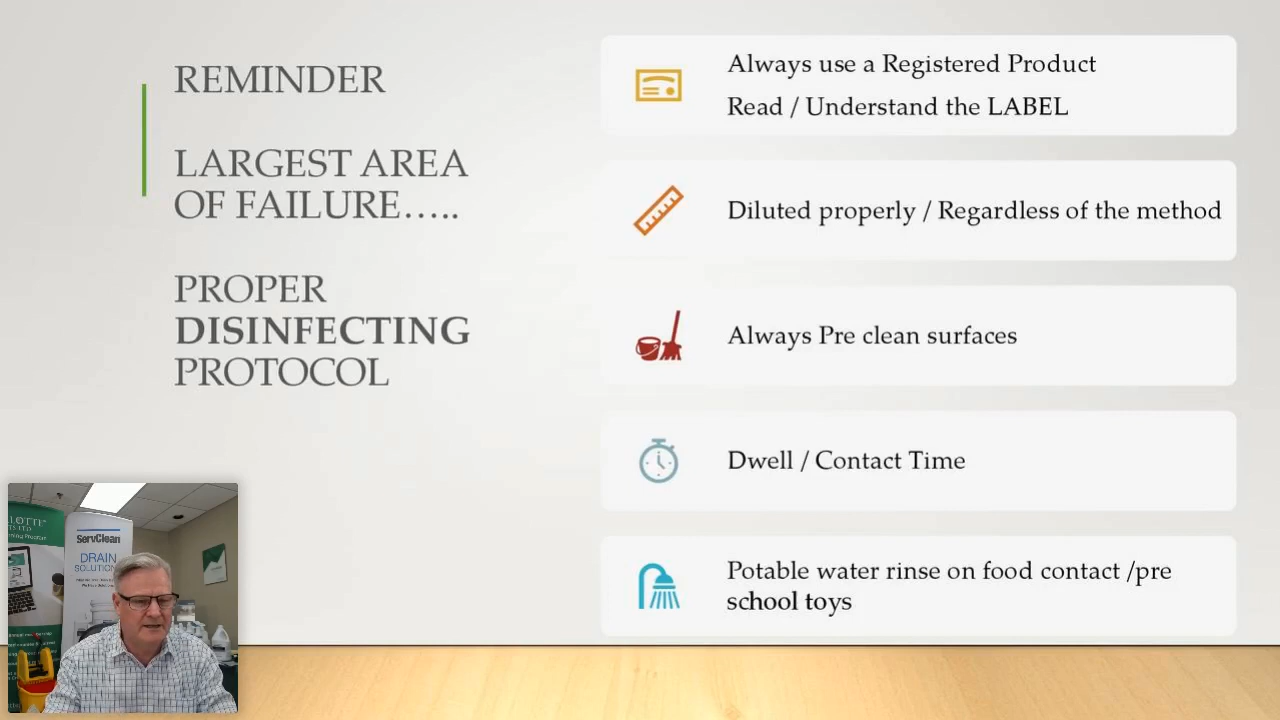 REMINDER
LARGEST AREA
OF FAILURE…..
PROPER
DISINFECTING
PROTOCOL
Always use a Registered Product
Read / Understand the LABEL
Diluted properly / Regardless of the method
Always Pre clean surfaces
Dwell / Contact Time
Potable water rinse on food contact /pre
school toys
ServClean
DRAIN